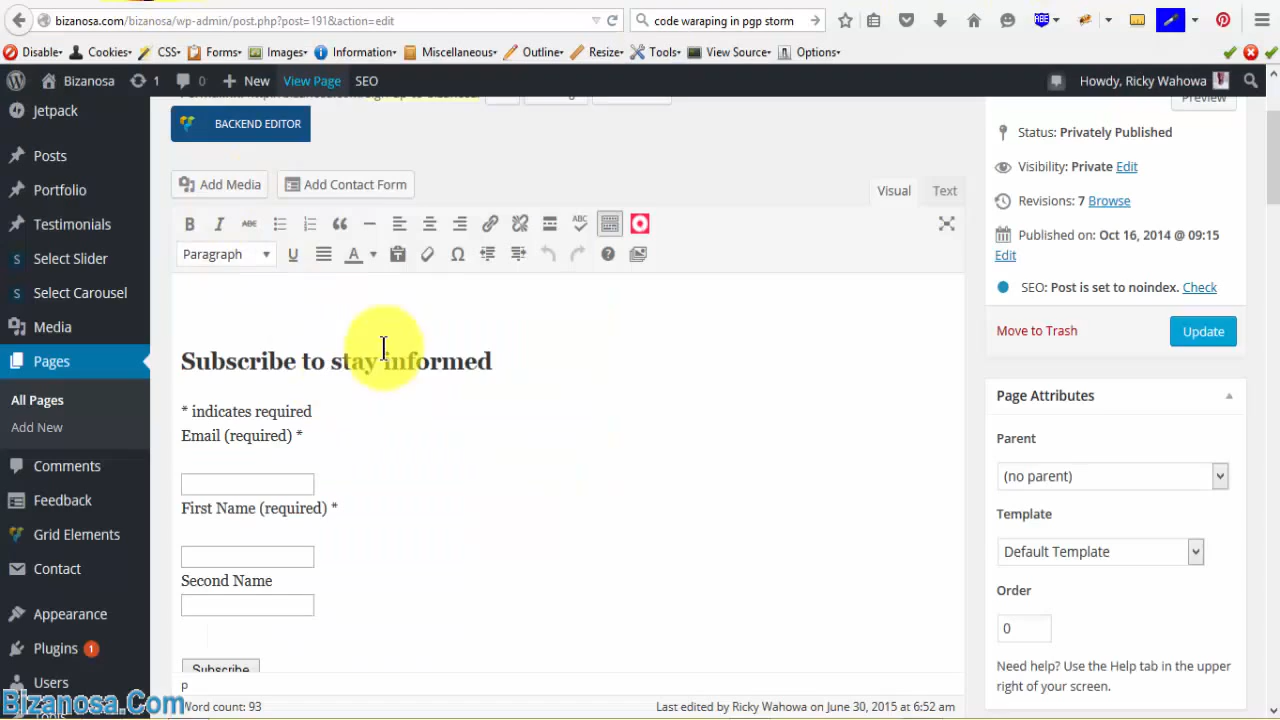 bizanosa.com/bizanosa/wp-admin/post.php?post=191&action=edit
code waraping in pgp storm
Disable Cookies CSS Forms Images Information Miscellaneous Outline Resize Tools View Source Options
Bizanosa 1 0 New View Page SEO Howdy, Ricky Wahowa
Jetpack
Posts
Portfolio
Testimonials
Select Slider
Select Carousel
Media
Pages
All Pages
Add New
Comments
Feedback
Grid Elements
Contact
Appearance
Plugins 1
Users
BACKEND EDITOR
Add Media Add Contact Form
Visual Text
B I ABC ABC
Paragraph U A Ω
Subscribe to stay informed
* indicates required
Email (required) *
First Name (required) *
Second Name
Subscribe
p
Word count: 93 Last edited by Ricky Wahowa on June 30, 2015 at 6:52 am
Preview
Status: Privately Published
Visibility: Private Edit
Revisions: 7 Browse
Published on: Oct 16, 2014 @ 09:15
Edit
SEO: Post is set to noindex. Check
Move to Trash Update
Page Attributes
Parent
(no parent)
Template
Default Template
Order
0
Need help? Use the Help tab in the upper
right of your screen.
Bizanosa.Com